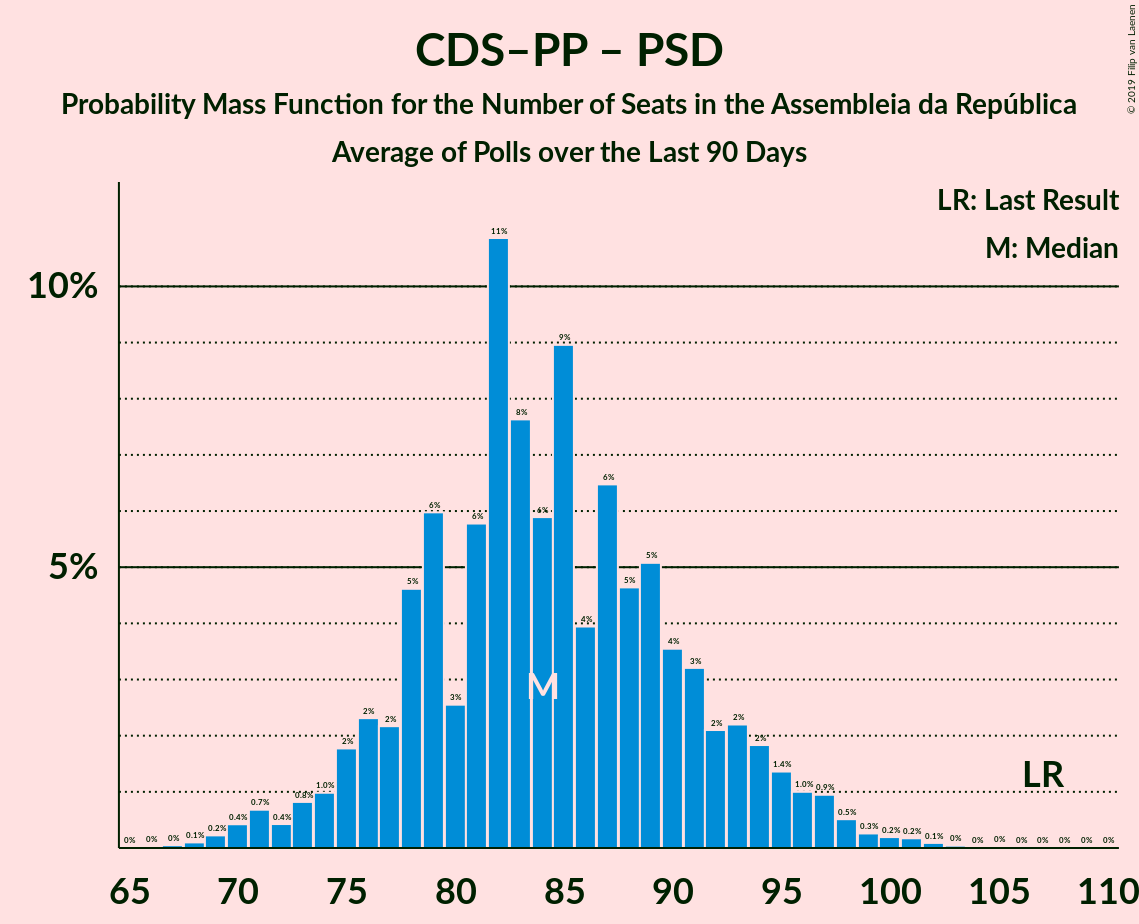 CDS–PP – PSD
Probability Mass Function for the Number of Seats in the Assembleia da República
Average of Polls over the Last 90 Days
© 2019 Filip van Laenen
LR: Last Result
M: Median
10%
5%
0% 0% 0% 0.1% 0.2% 0.4% 0.7% 0.4% 0.8% 1.0% 2% 2% 2% 5% 6% 3% 6% 11% 8% 6% 9% 4% 6% 5% 5% 4% 3% 2% 2% 2% 1.4% 1.0% 0.9% 0.5% 0.3% 0.2% 0.2% 0.1% 0% 0% 0% 0% 0% 0% 0% 0%
M
LR
65 70 75 80 85 90 95 100 105 110